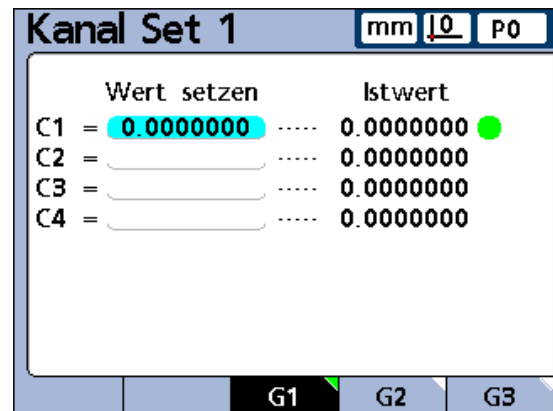 Kanal Set 1 mm 0 P0
Wert setzen Istwert
C1 = 0.0000000 ..... 0.0000000
C2 = ..... 0.0000000
C3 = ..... 0.0000000
C4 = ..... 0.0000000
G1 G2 G3